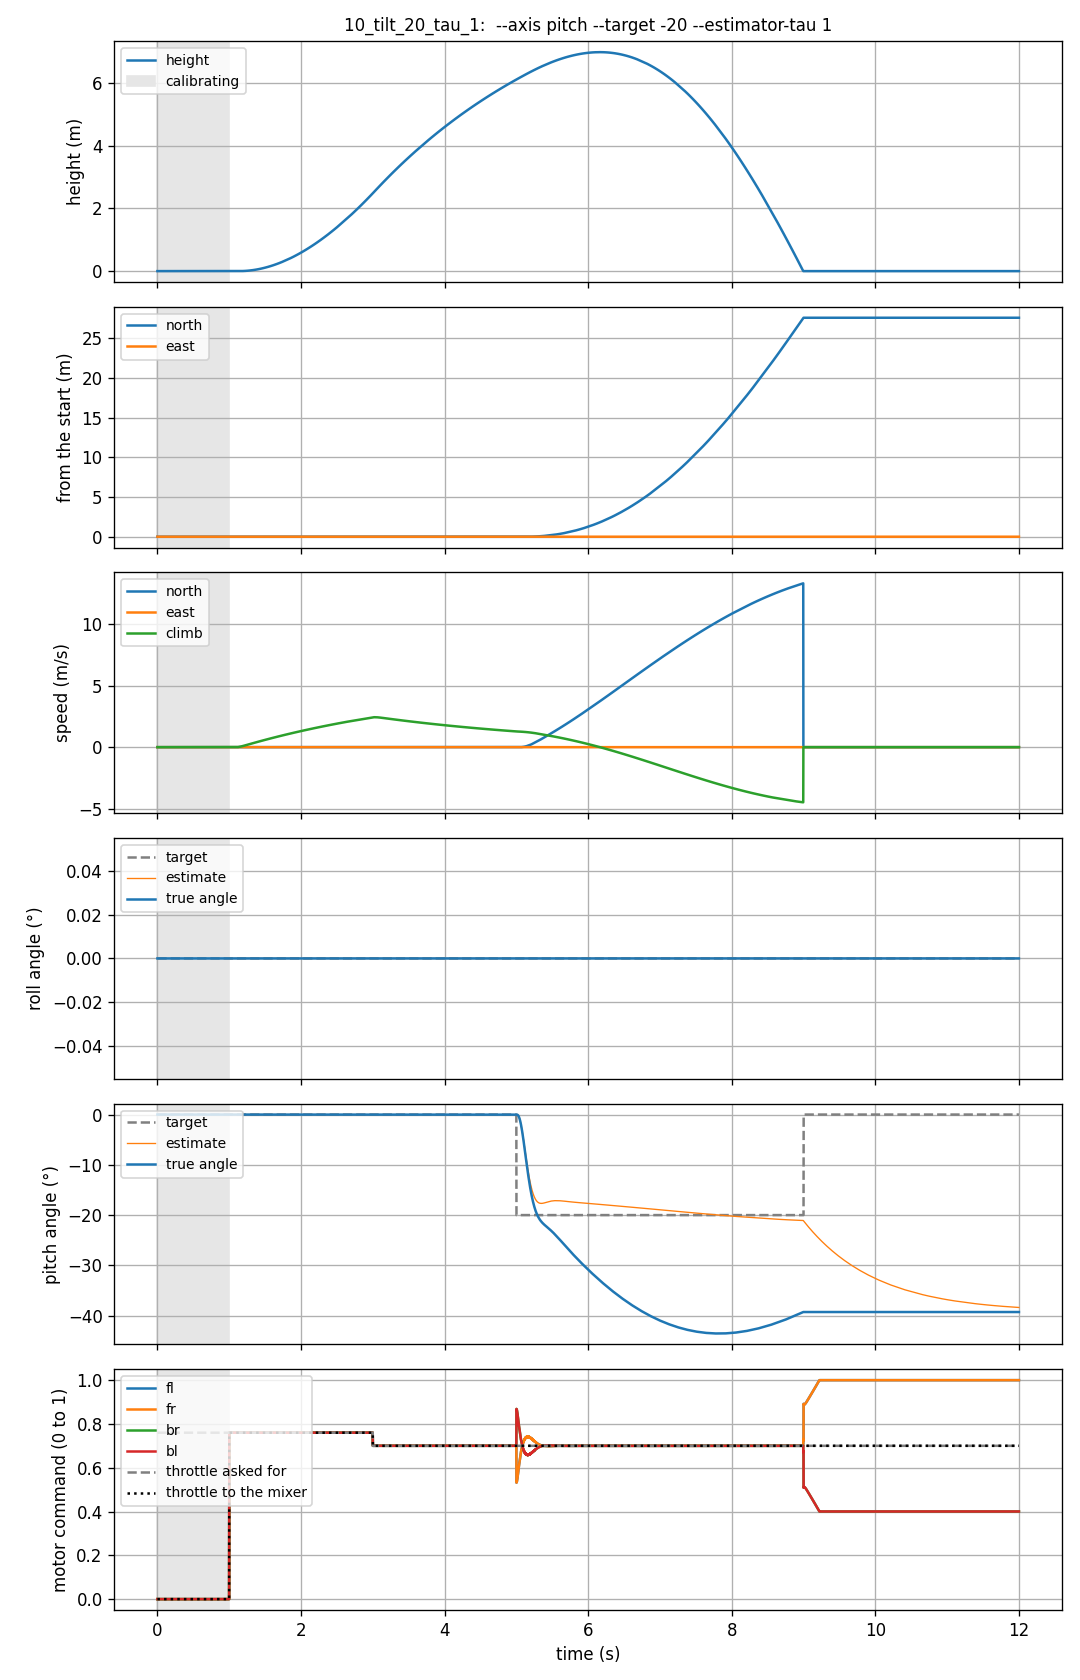 10_tilt_20_tau_1:  --axis pitch --target -20 --estimator-tau 1
height (m)
6
4
2
0
height
calibrating
from the start (m)
25
20
15
10
5
0
north
east
speed (m/s)
10
5
0
−5
north
east
climb
roll angle (°)
0.04
0.02
0.00
−0.02
−0.04
target
estimate
true angle
pitch angle (°)
0
−10
−20
−30
−40
target
estimate
true angle
motor command (0 to 1)
1.0
0.8
0.6
0.4
0.2
0.0
fl
fr
br
bl
throttle asked for
throttle to the mixer
0 2 4 6 8 10 12
time (s)